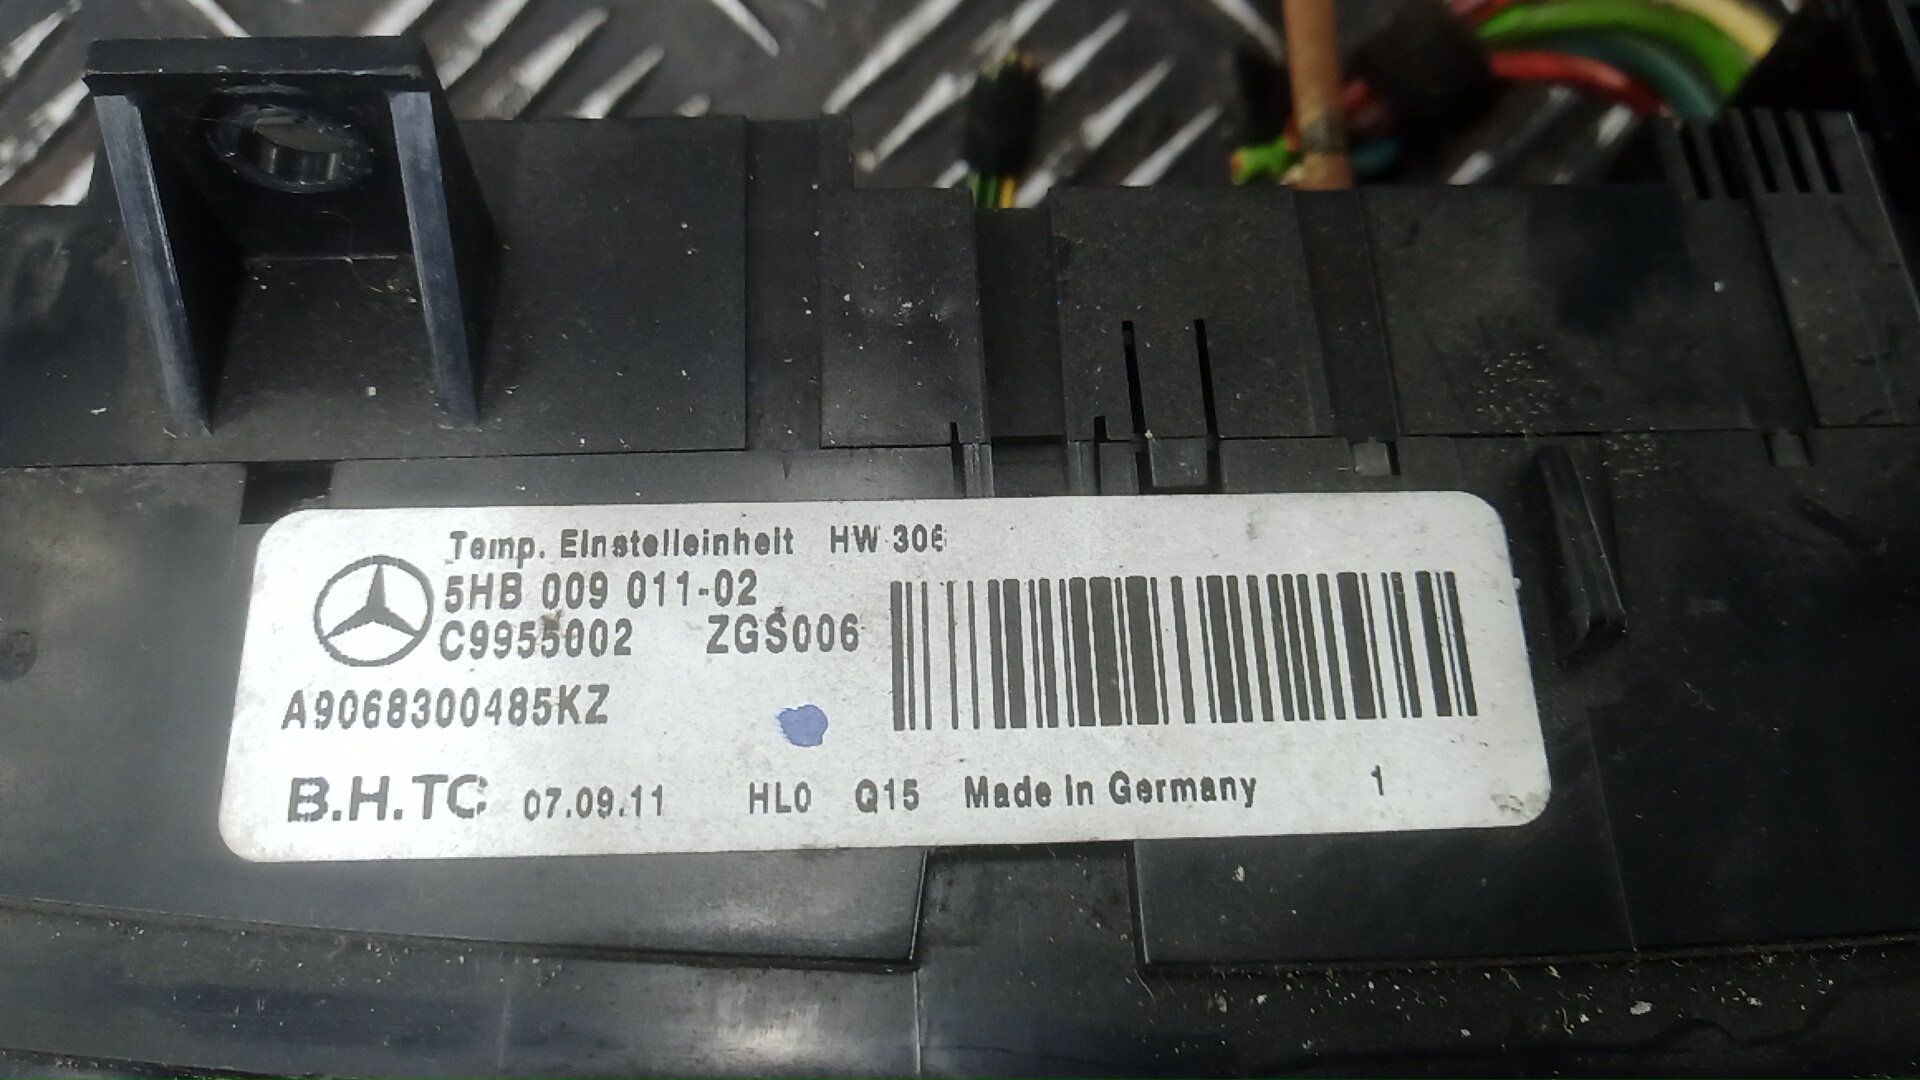 Temp. Einstelleinheit HW 306
5HB 009 011-02
C9955002 ZGS006
A9068300485KZ
B.H.TC 07.09.11 HL0 Q15 Made in Germany 1